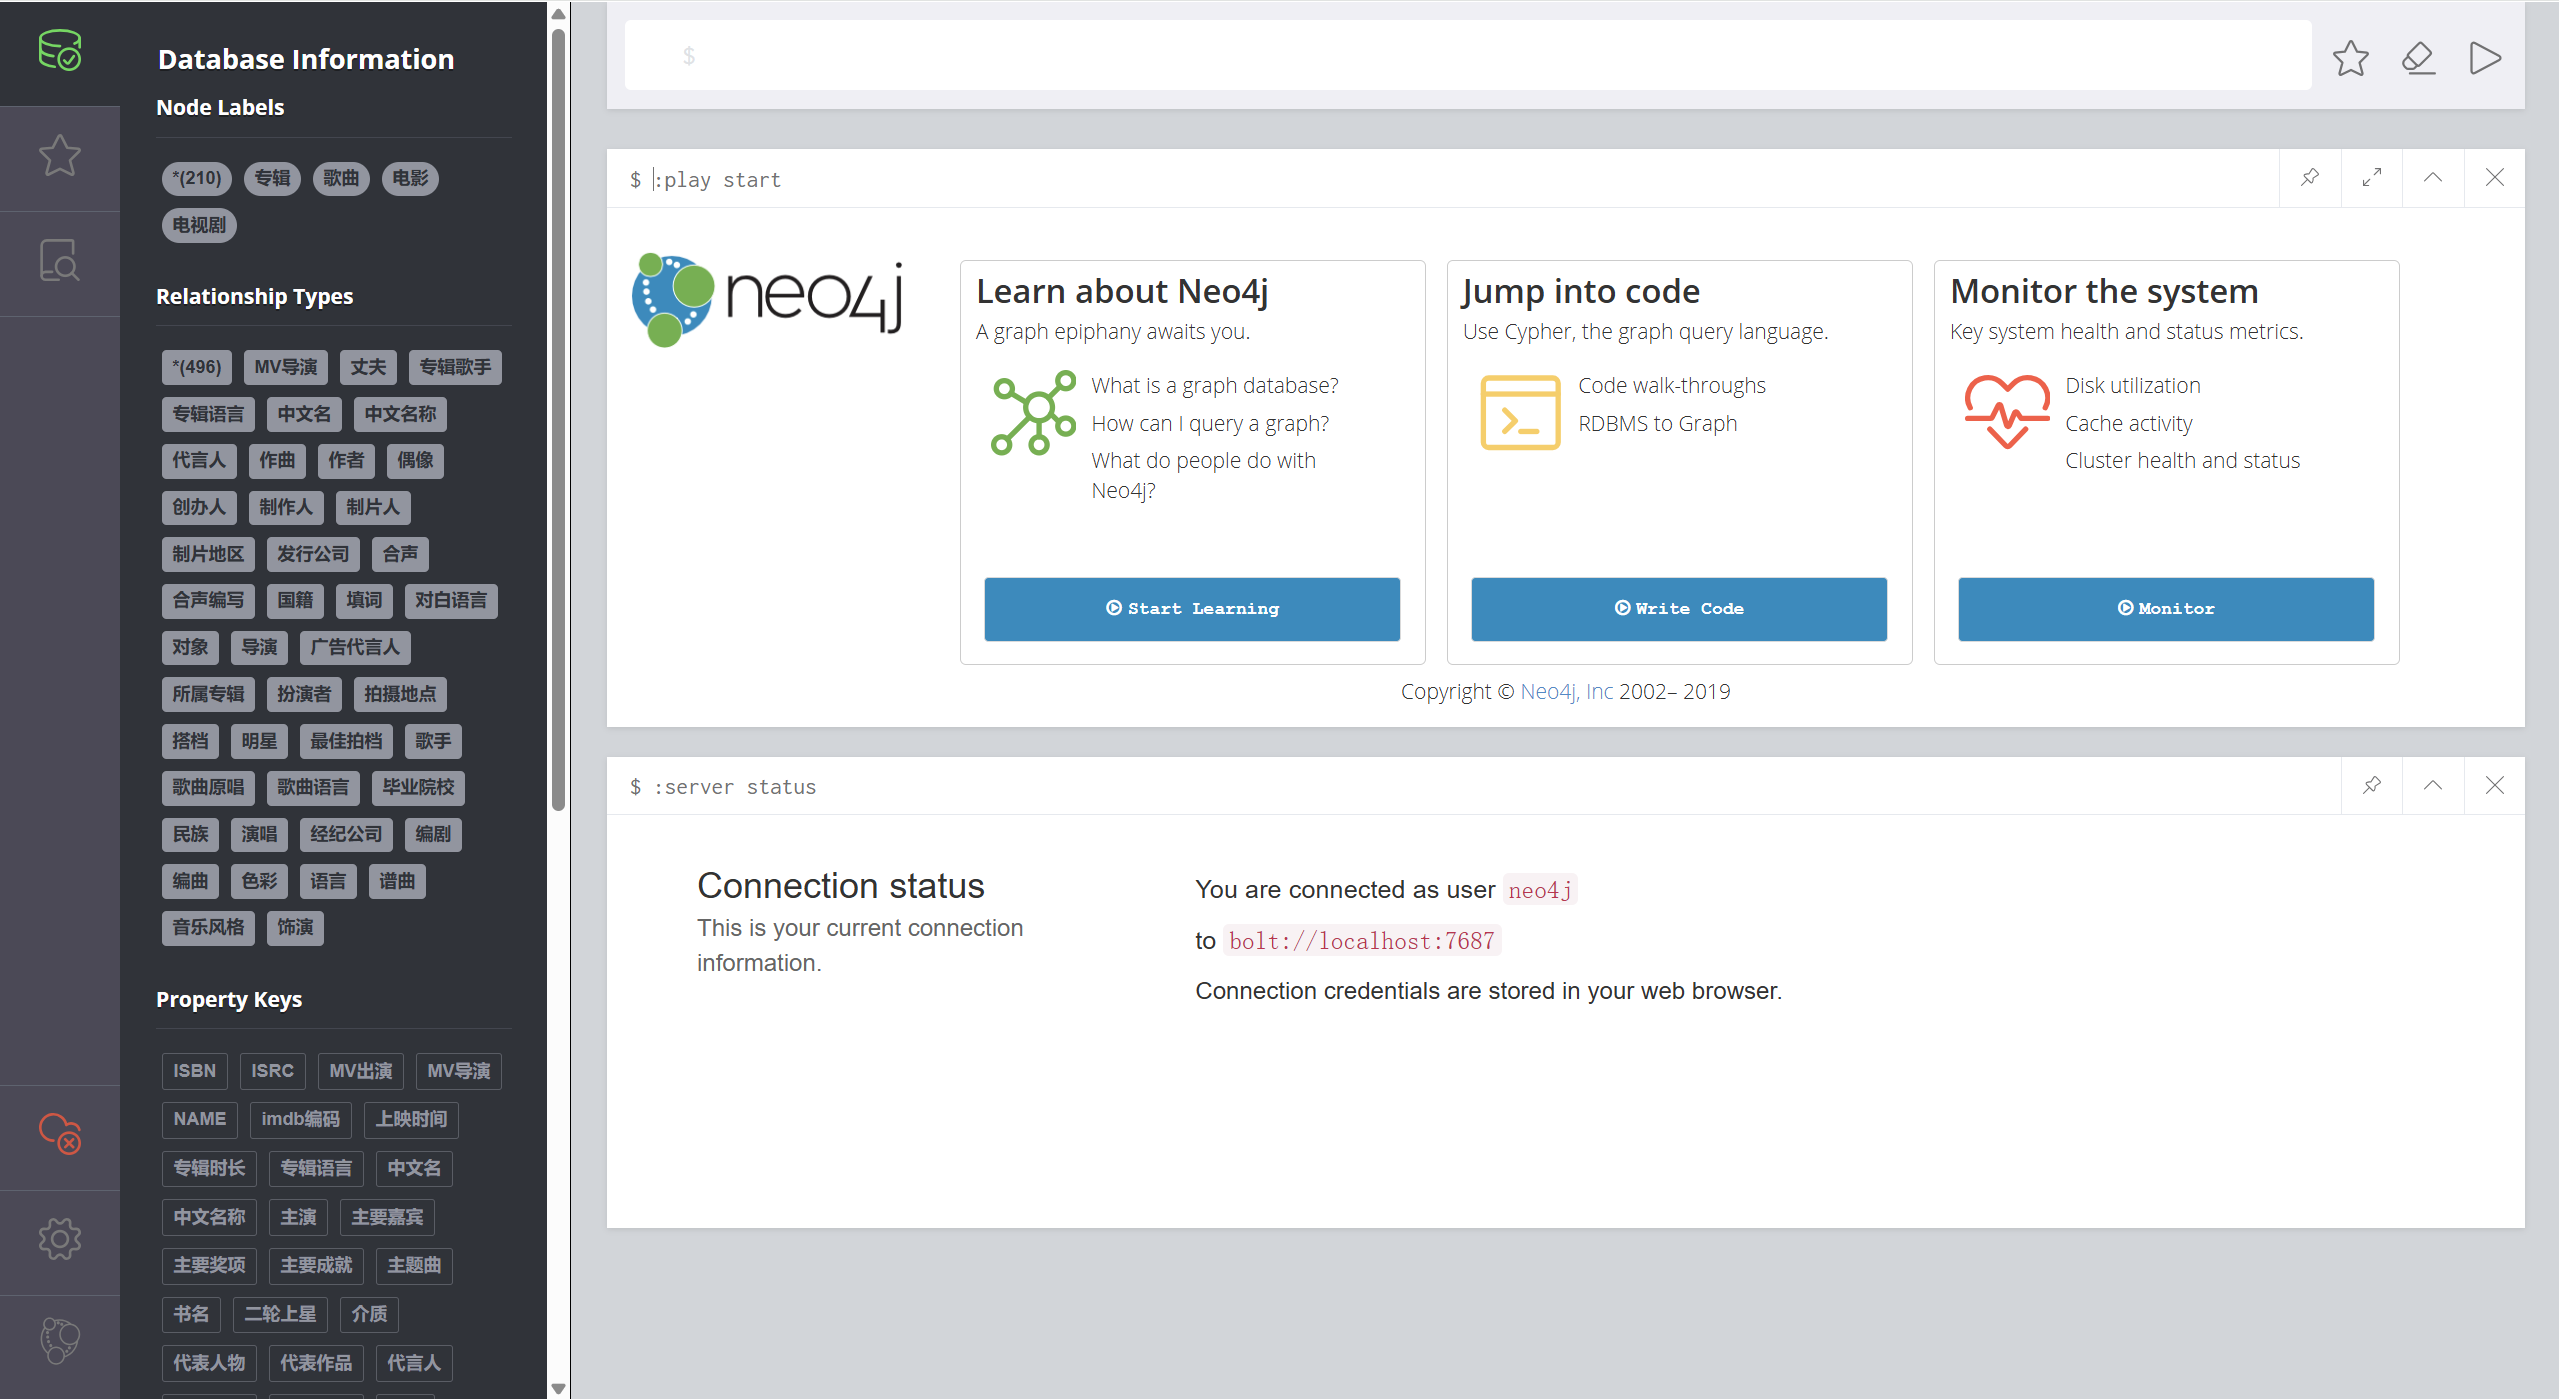 Database Information
Node Labels
*(210) 专辑 歌曲 电影
电视剧
Relationship Types
*(496) MV导演 丈夫 专辑歌手
专辑语言 中文名 中文名称
代言人 作曲 作者 偶像
创办人 制作人 制片人
制片地区 发行公司 合声
合声编写 国籍 填词 对白语言
对象 导演 广告代言人
所属专辑 扮演者 拍摄地点
搭档 明星 最佳拍档 歌手
歌曲原唱 歌曲语言 毕业院校
民族 演唱 经纪公司 编剧
编曲 色彩 语言 谱曲
音乐风格 饰演
Property Keys
ISBN ISRC MV出演 MV导演
NAME imdb编码 上映时间
专辑时长 专辑语言 中文名
中文名称 主演 主要嘉宾
主要奖项 主要成就 主题曲
书名 二轮上星 介质
代表人物 代表作品 代言人
$
$ :play start
neo4j
Learn about Neo4j
A graph epiphany awaits you.
What is a graph database?
How can I query a graph?
What do people do with
Neo4j?
Start Learning
Jump into code
Use Cypher, the graph query language.
Code walk-throughs
RDBMS to Graph
Write Code
Monitor the system
Key system health and status metrics.
Disk utilization
Cache activity
Cluster health and status
Monitor
Copyright © Neo4j, Inc 2002– 2019
$ :server status
Connection status
This is your current connection
information.
You are connected as user neo4j
to bolt://localhost:7687
Connection credentials are stored in your web browser.